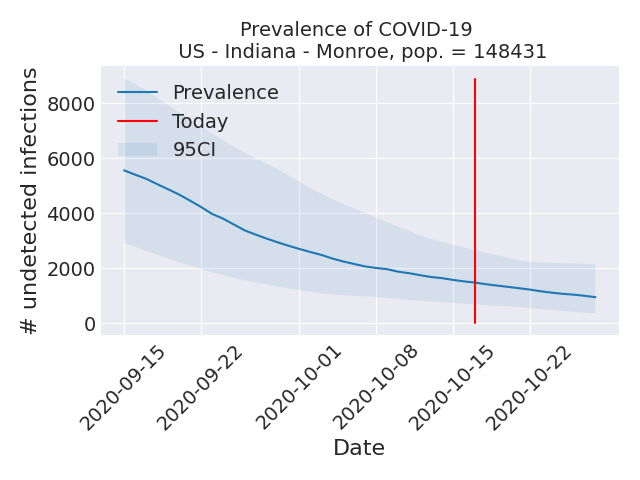 Prevalence of COVID-19
US - Indiana - Monroe, pop. = 148431
# undetected infections
8000
6000
4000
2000
0
Prevalence
Today
95CI
2020-09-15
2020-09-22
2020-10-01
2020-10-08
2020-10-15
2020-10-22
Date